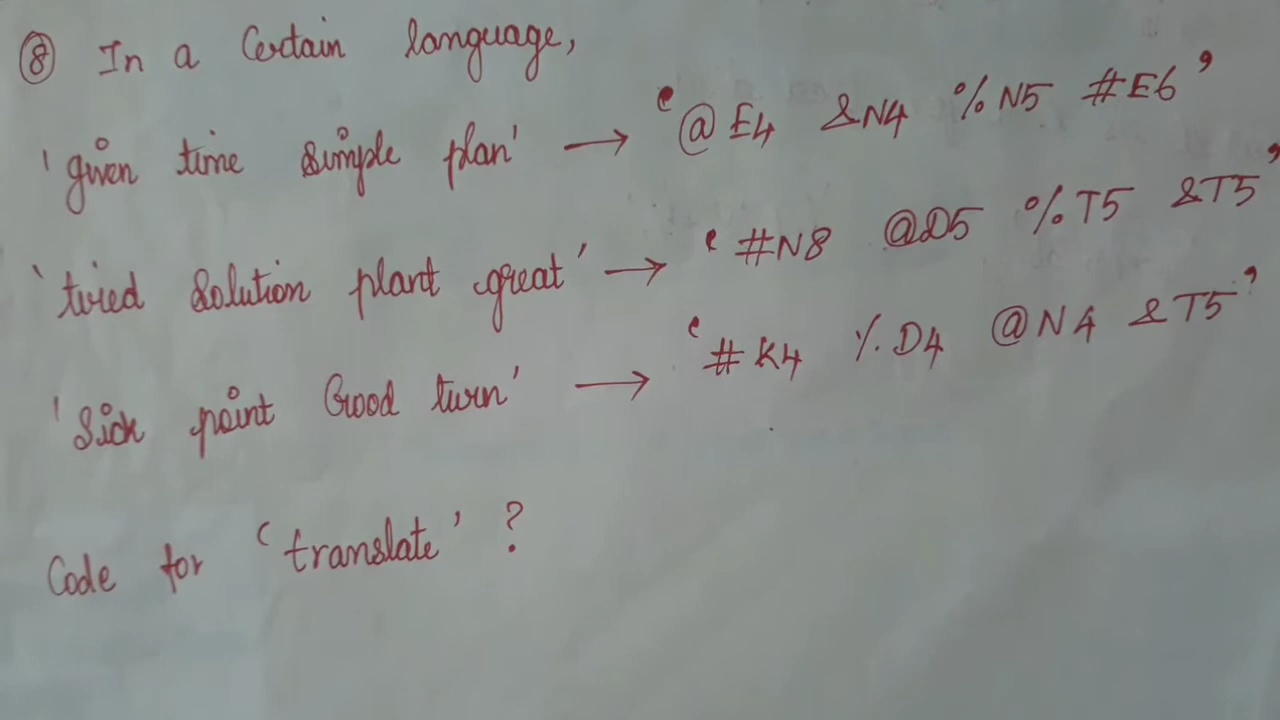 ⑧ In a Certain language,
'given time simple plan' → '@E4 &N4 %N5 #E6'
'tired solution plant great' → '#N8 @D5 %T5 &T5'
'Sick point Good turn' → '#K4 %D4 @N4 &T5'
Code for 'translate' ?